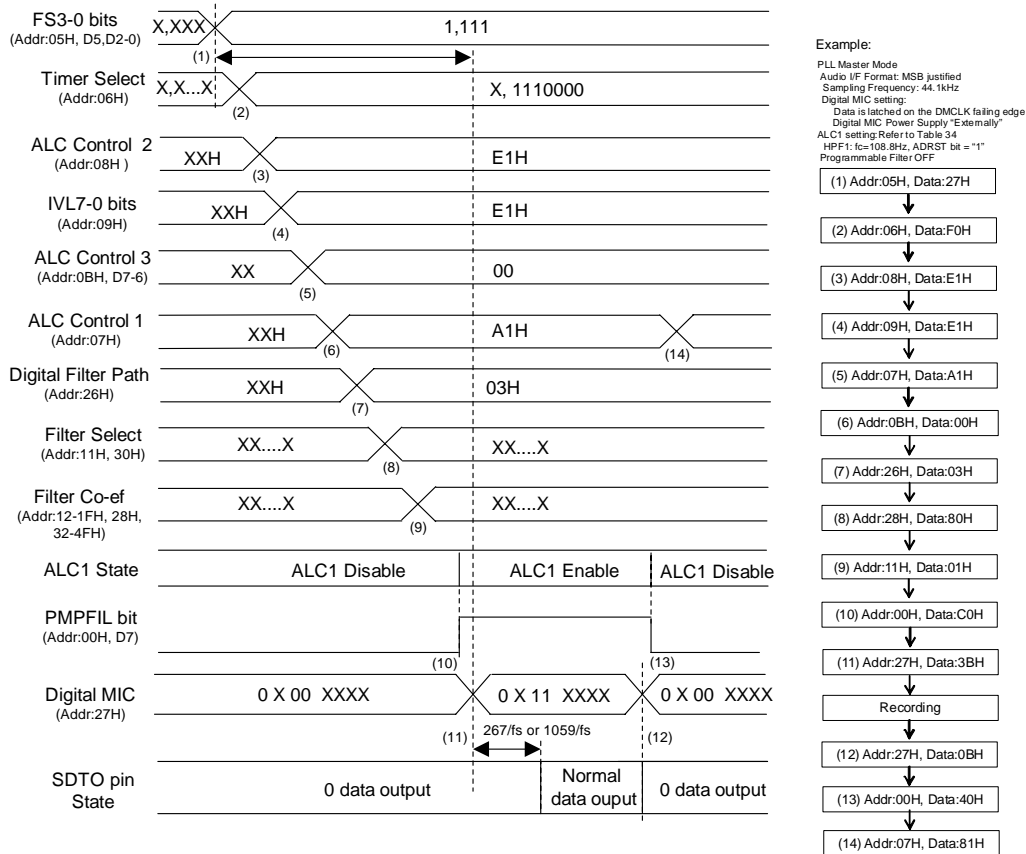 FS3-0 bits
(Addr:05H, D5,D2-0)
X,XXX
1,111
(1)
Timer Select
(Addr:06H)
X,X...X
X, 1110000
(2)
ALC Control 2
(Addr:08H )
XXH
E1H
(3)
IVL7-0 bits
(Addr:09H)
XXH
E1H
(4)
ALC Control 3
(Addr:0BH, D7-6)
XX
00
(5)
ALC Control 1
(Addr:07H)
XXH
A1H
(6)
(14)
Digital Filter Path
(Addr:26H)
XXH
03H
(7)
Filter Select
(Addr:11H, 30H)
XX....X
XX....X
(8)
Filter Co-ef
(Addr:12-1FH, 28H,
32-4FH)
XX....X
XX....X
(9)
ALC1 State
ALC1 Disable
ALC1 Enable
ALC1 Disable
PMPFIL bit
(Addr:00H, D7)
(10)
(13)
Digital MIC
(Addr:27H)
0 X 00 XXXX
0 X 11 XXXX
0 X 00 XXXX
(11)
267/fs or 1059/fs
(12)
SDTO pin
State
0 data output
Normal
data ouput
0 data output
Example:
PLL Master Mode
Audio I/F Format: MSB justified
Sampling Frequency: 44.1kHz
Digital MIC setting:
Data is latched on the DMCLK failing edge
Digital MIC Power Supply “Externally”
ALC1 setting:Refer to Table 34
HPF1: fc=108.8Hz, ADRST bit = “1”
Programmable Filter OFF
(1) Addr:05H, Data:27H
(2) Addr:06H, Data:F0H
(3) Addr:08H, Data:E1H
(4) Addr:09H, Data:E1H
(5) Addr:07H, Data:A1H
(6) Addr:0BH, Data:00H
(7) Addr:26H, Data:03H
(8) Addr:28H, Data:80H
(9) Addr:11H, Data:01H
(10) Addr:00H, Data:C0H
(11) Addr:27H, Data:3BH
Recording
(12) Addr:27H, Data:0BH
(13) Addr:00H, Data:40H
(14) Addr:07H, Data:81H